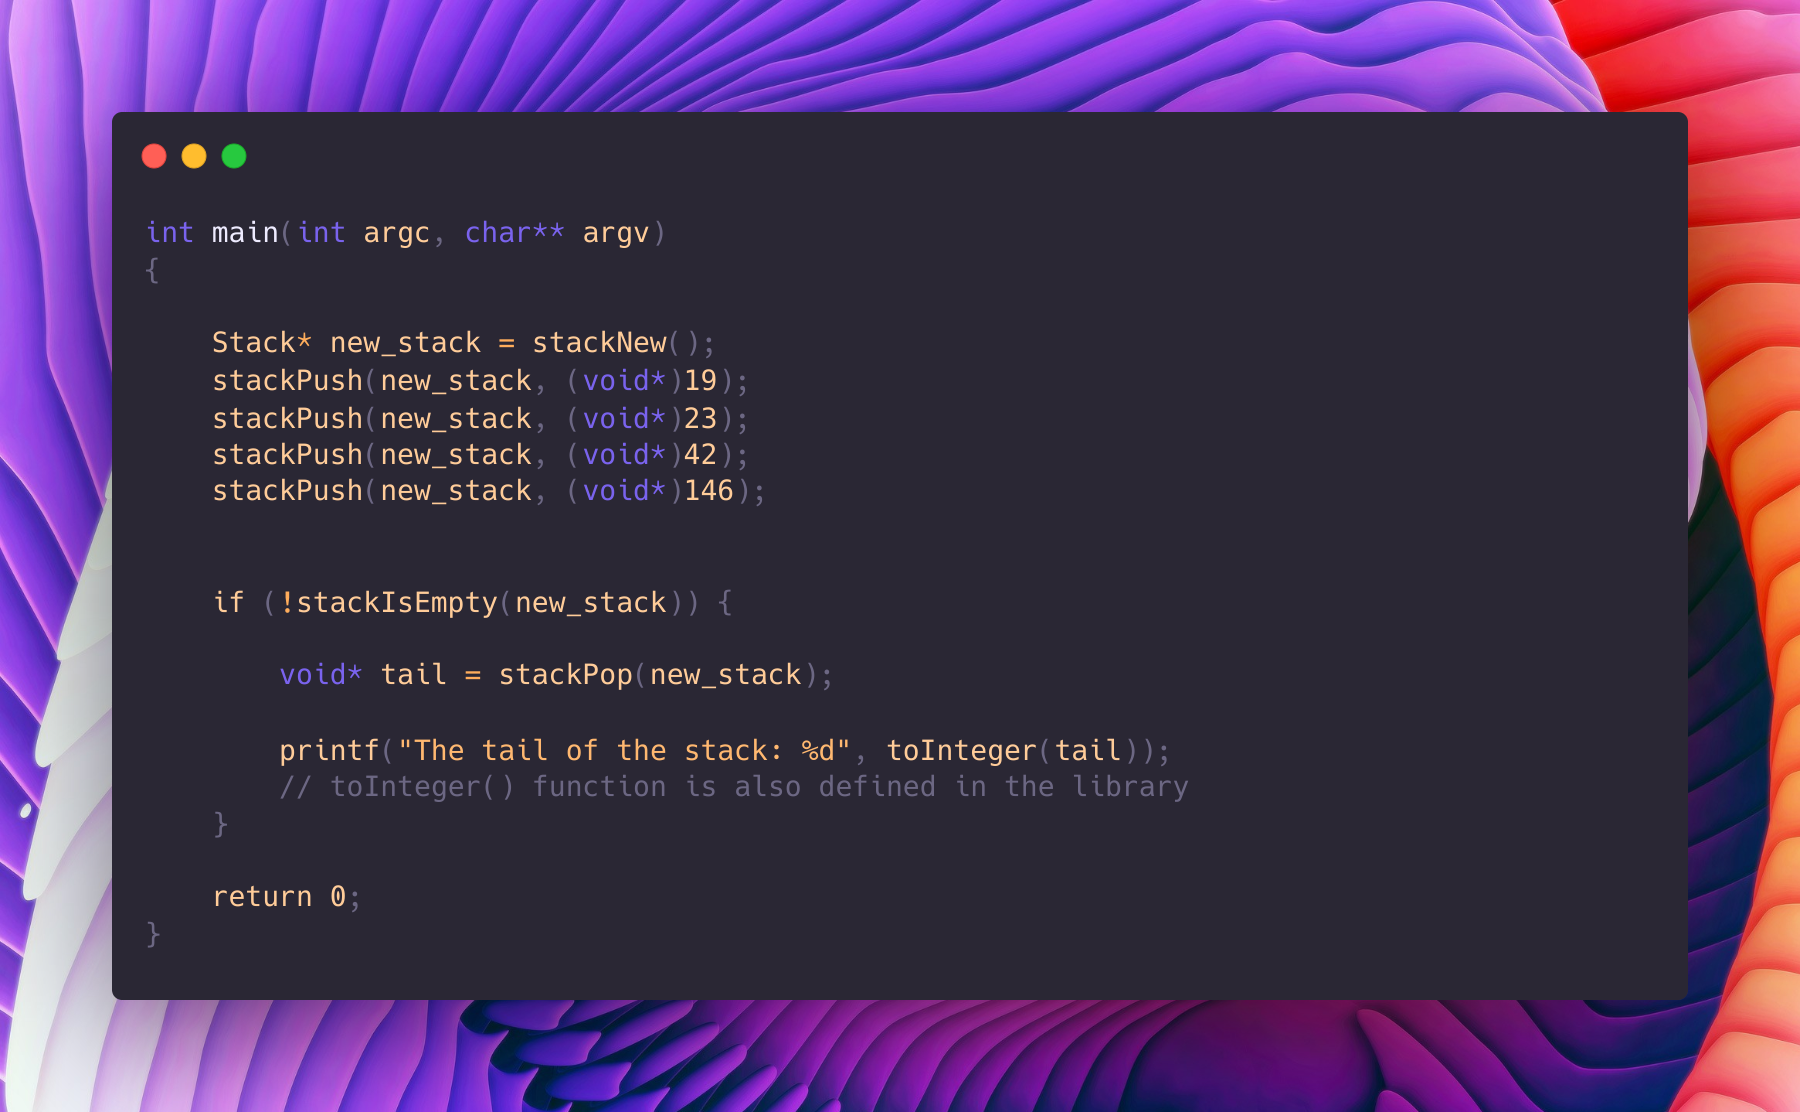 int main(int argc, char** argv)
{
    Stack* new_stack = stackNew();
    stackPush(new_stack, (void*)19);
    stackPush(new_stack, (void*)23);
    stackPush(new_stack, (void*)42);
    stackPush(new_stack, (void*)146);
    if (!stackIsEmpty(new_stack)) {
        void* tail = stackPop(new_stack);
        printf("The tail of the stack: %d", toInteger(tail));
        // toInteger() function is also defined in the library
    }
    return 0;
}